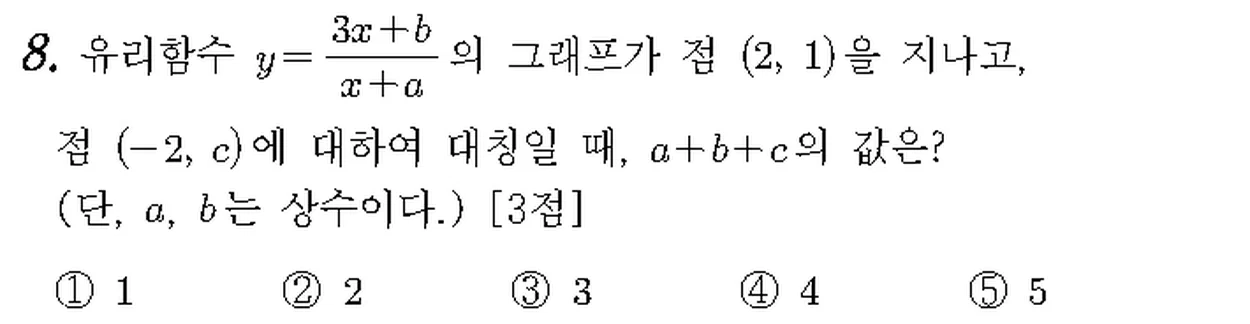 8. 유리함수 y=\frac{3x+b}{x+a}의 그래프가 점 (2, 1)을 지나고,
점 (-2, c)에 대하여 대칭일 때, a+b+c의 값은?
(단, a, b는 상수이다.) [3점]
① 1 ② 2 ③ 3 ④ 4 ⑤ 5